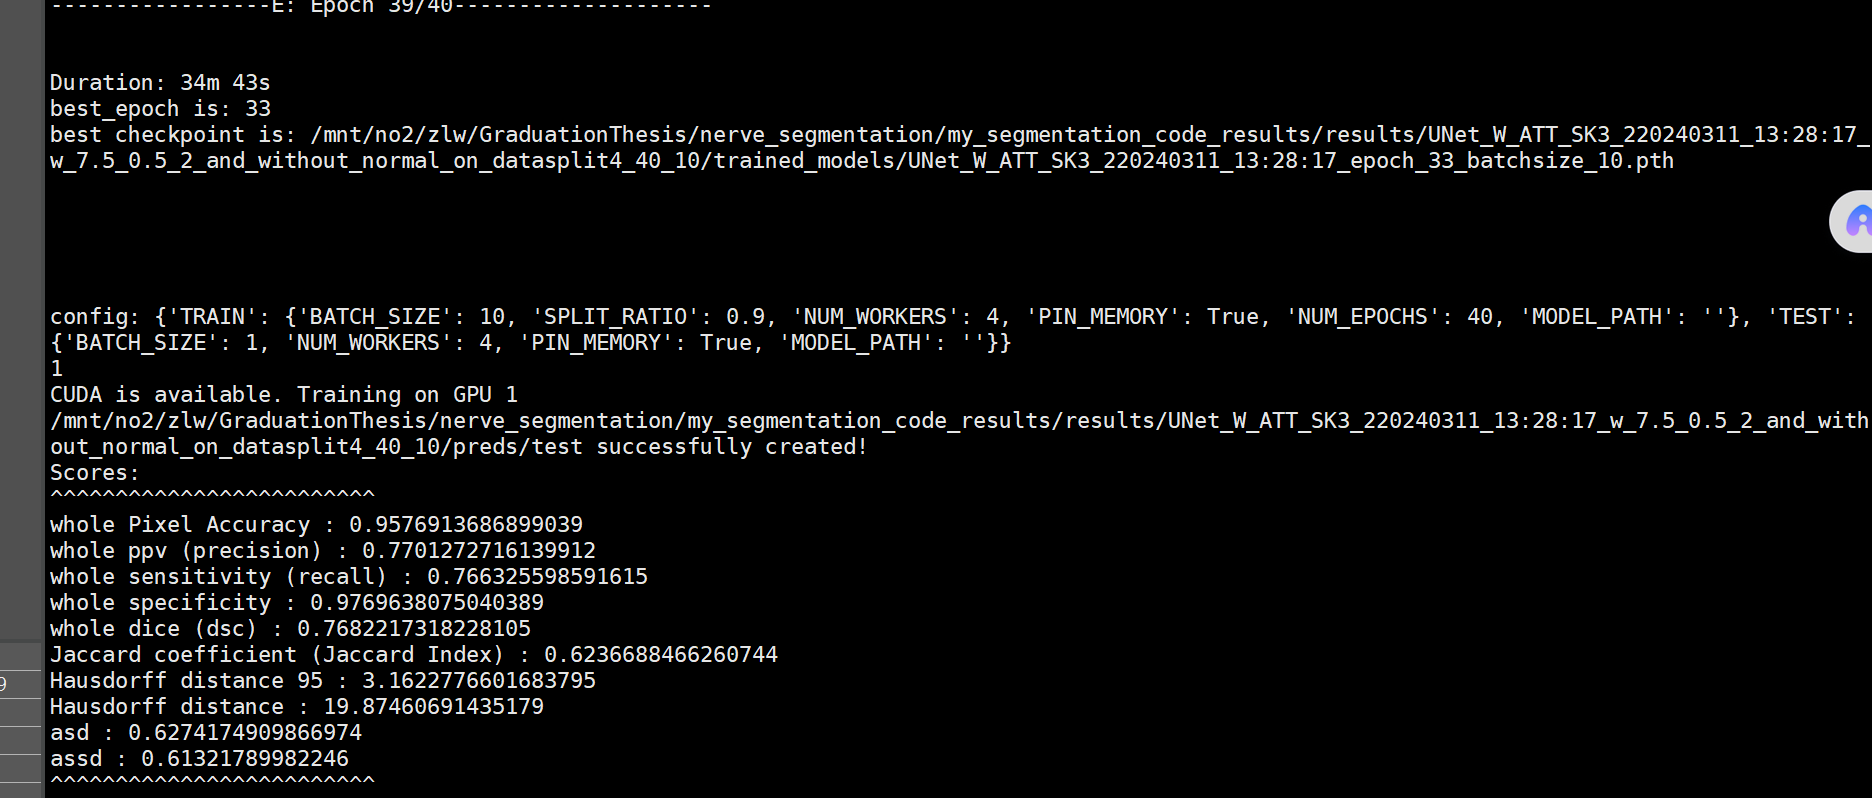 -----------------E: Epoch 39/40--------------------
Duration: 34m 43s
best_epoch is: 33
best checkpoint is: /mnt/no2/zlw/GraduationThesis/nerve_segmentation/my_segmentation_code_results/results/UNet_W_ATT_SK3_220240311_13:28:17_
w_7.5_0.5_2_and_without_normal_on_datasplit4_40_10/trained_models/UNet_W_ATT_SK3_220240311_13:28:17_epoch_33_batchsize_10.pth
config: {'TRAIN': {'BATCH_SIZE': 10, 'SPLIT_RATIO': 0.9, 'NUM_WORKERS': 4, 'PIN_MEMORY': True, 'NUM_EPOCHS': 40, 'MODEL_PATH': ''}, 'TEST':
{'BATCH_SIZE': 1, 'NUM_WORKERS': 4, 'PIN_MEMORY': True, 'MODEL_PATH': ''}}
1
CUDA is available. Training on GPU 1
/mnt/no2/zlw/GraduationThesis/nerve_segmentation/my_segmentation_code_results/results/UNet_W_ATT_SK3_220240311_13:28:17_w_7.5_0.5_2_and_with
out_normal_on_datasplit4_40_10/preds/test successfully created!
Scores:
^^^^^^^^^^^^^^^^^^^^^^^^^
whole Pixel Accuracy : 0.9576913686899039
whole ppv (precision) : 0.7701272716139912
whole sensitivity (recall) : 0.766325598591615
whole specificity : 0.9769638075040389
whole dice (dsc) : 0.7682217318228105
Jaccard coefficient (Jaccard Index) : 0.6236688466260744
Hausdorff distance 95 : 3.1622776601683795
Hausdorff distance : 19.87460691435179
9
asd : 0.6274174909866974
assd : 0.61321789982246
^^^^^^^^^^^^^^^^^^^^^^^^^